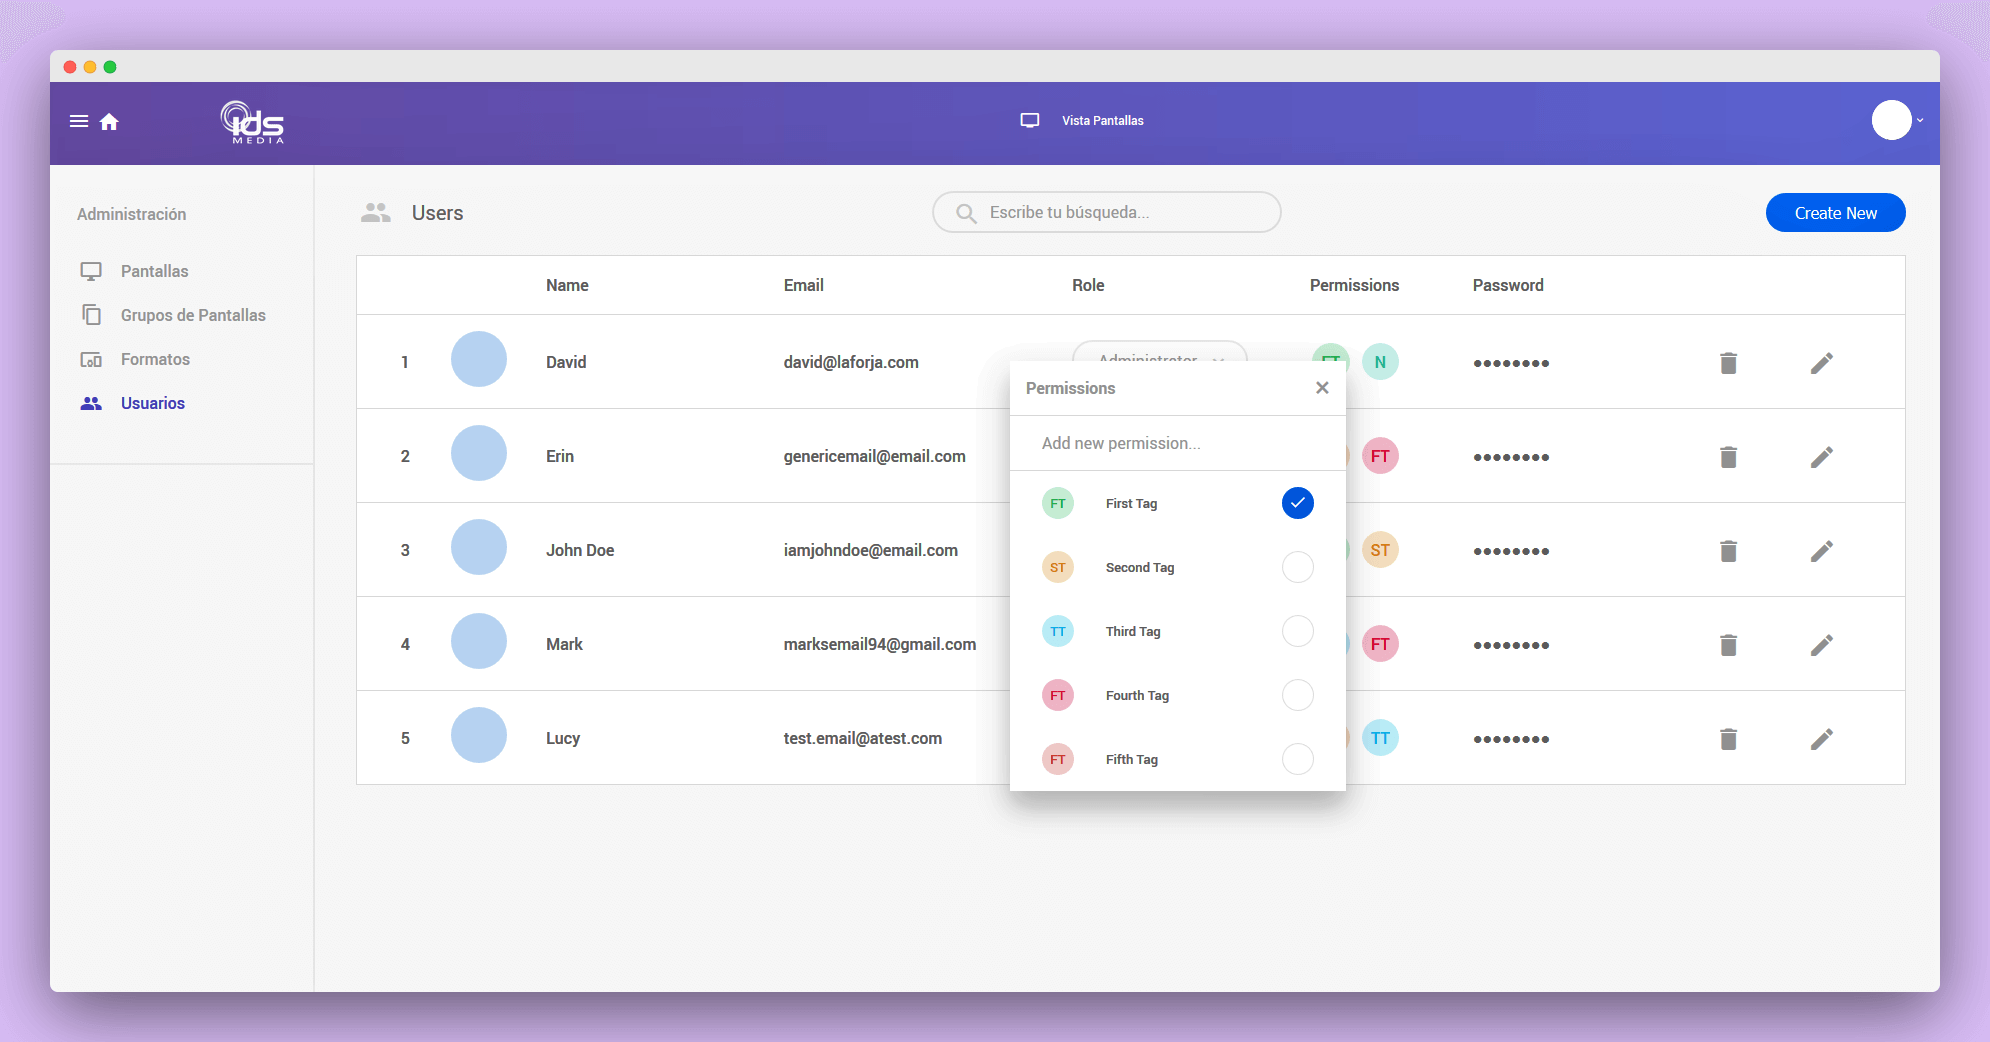 ids
MEDIA
Vista Pantallas
Administración
Pantallas
Grupos de Pantallas
Formatos
Usuarios
Users
Escribe tu búsqueda...
Create New
Name Email Role Permissions Password
1 David david@laforja.com Administrator FT N ••••••••
2 Erin genericemail@email.com FT ••••••••
3 John Doe iamjohndoe@email.com ST ••••••••
4 Mark marksemail94@gmail.com FT ••••••••
5 Lucy test.email@atest.com TT ••••••••
Permissions
Add new permission...
FT First Tag
ST Second Tag
TT Third Tag
FT Fourth Tag
FT Fifth Tag